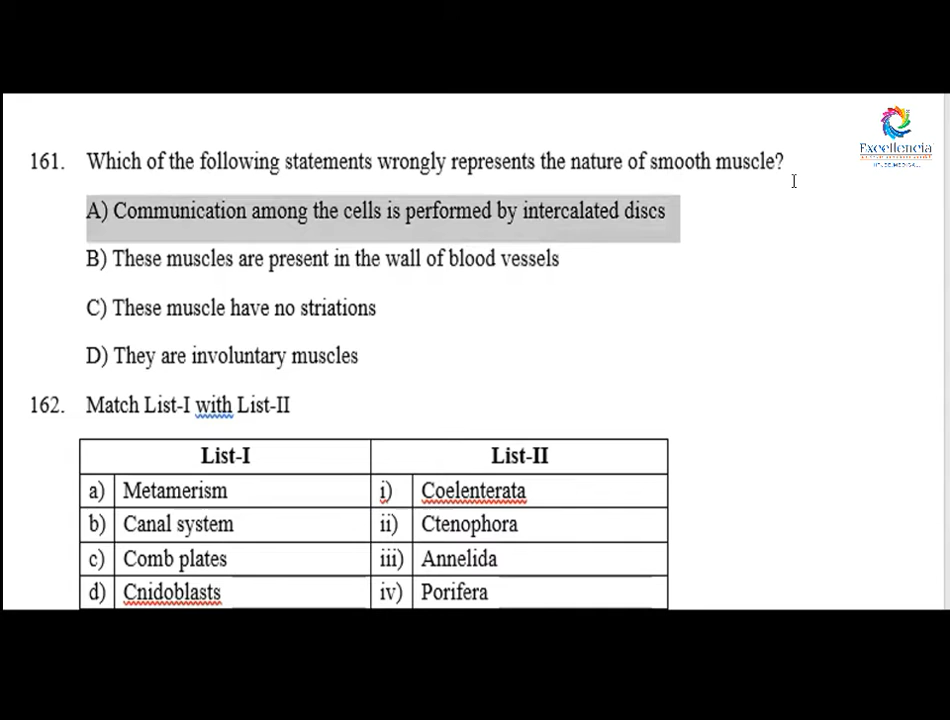 Excellencia
161. Which of the following statements wrongly represents the nature of smooth muscle?
A) Communication among the cells is performed by intercalated discs
B) These muscles are present in the wall of blood vessels
C) These muscle have no striations
D) They are involuntary muscles
162. Match List-I with List-II
List-I List-II
a) Metamerism i) Coelenterata
b) Canal system ii) Ctenophora
c) Comb plates iii) Annelida
d) Cnidoblasts iv) Porifera